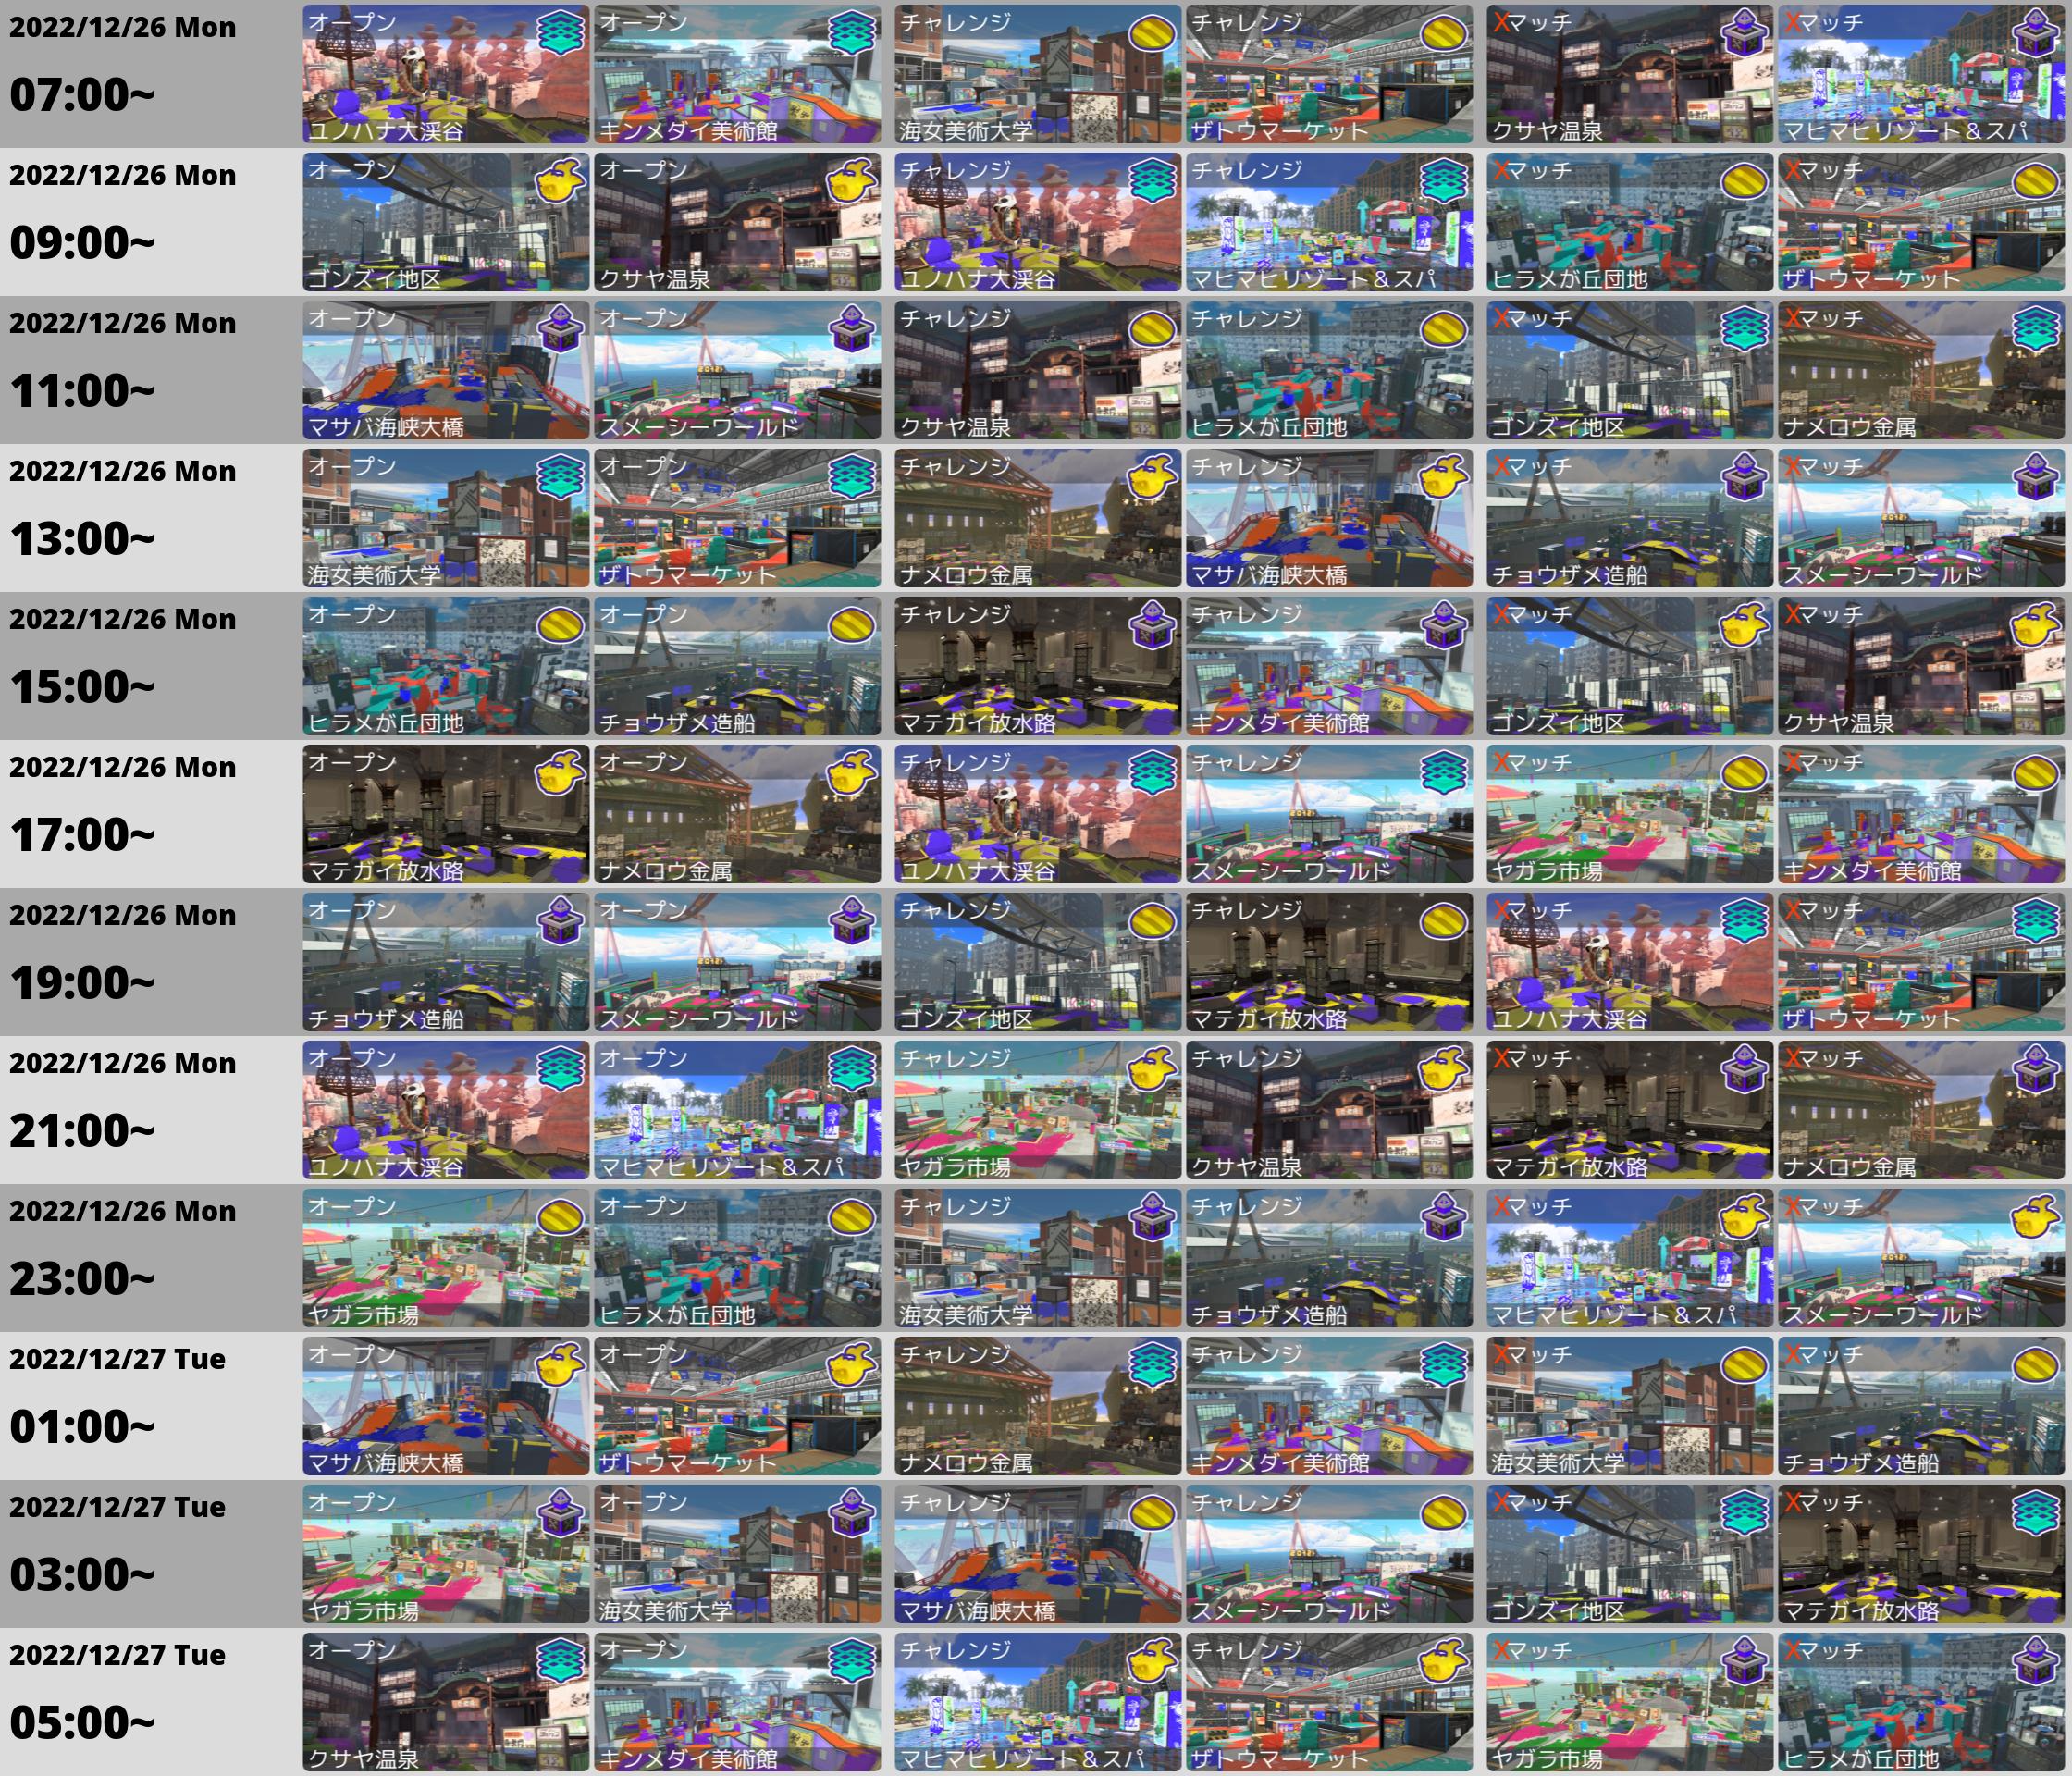 2022/12/26 Mon
07:00~
オープン
ユノハナ大渓谷
オープン
キンメダイ美術館
チャレンジ
海女美術大学
チャレンジ
ザトウマーケット
Xマッチ
クサヤ温泉
Xマッチ
マヒマヒリゾート&スパ
2022/12/26 Mon
09:00~
オープン
ゴンズイ地区
オープン
クサヤ温泉
チャレンジ
ユノハナ大渓谷
チャレンジ
マヒマヒリゾート&スパ
Xマッチ
ヒラメが丘団地
Xマッチ
ザトウマーケット
2022/12/26 Mon
11:00~
オープン
マサバ海峡大橋
オープン
スメーシーワールド
チャレンジ
クサヤ温泉
チャレンジ
ヒラメが丘団地
Xマッチ
ゴンズイ地区
Xマッチ
ナメロウ金属
2022/12/26 Mon
13:00~
オープン
海女美術大学
オープン
ザトウマーケット
チャレンジ
ナメロウ金属
チャレンジ
マサバ海峡大橋
Xマッチ
チョウザメ造船
Xマッチ
スメーシーワールド
2022/12/26 Mon
15:00~
オープン
ヒラメが丘団地
オープン
チョウザメ造船
チャレンジ
マテガイ放水路
チャレンジ
キンメダイ美術館
Xマッチ
ゴンズイ地区
Xマッチ
クサヤ温泉
2022/12/26 Mon
17:00~
オープン
マテガイ放水路
オープン
ナメロウ金属
チャレンジ
ユノハナ大渓谷
チャレンジ
スメーシーワールド
Xマッチ
ヤガラ市場
Xマッチ
キンメダイ美術館
2022/12/26 Mon
19:00~
オープン
チョウザメ造船
オープン
スメーシーワールド
チャレンジ
ゴンズイ地区
チャレンジ
マテガイ放水路
Xマッチ
ユノハナ大渓谷
Xマッチ
ザトウマーケット
2022/12/26 Mon
21:00~
オープン
ユノハナ大渓谷
オープン
マヒマヒリゾート&スパ
チャレンジ
ヤガラ市場
チャレンジ
クサヤ温泉
Xマッチ
マテガイ放水路
Xマッチ
ナメロウ金属
2022/12/26 Mon
23:00~
オープン
ヤガラ市場
オープン
ヒラメが丘団地
チャレンジ
海女美術大学
チャレンジ
チョウザメ造船
Xマッチ
マヒマヒリゾート&スパ
Xマッチ
スメーシーワールド
2022/12/27 Tue
01:00~
オープン
マサバ海峡大橋
オープン
ザトウマーケット
チャレンジ
ナメロウ金属
チャレンジ
キンメダイ美術館
Xマッチ
海女美術大学
Xマッチ
チョウザメ造船
2022/12/27 Tue
03:00~
オープン
ヤガラ市場
オープン
海女美術大学
チャレンジ
マサバ海峡大橋
チャレンジ
スメーシーワールド
Xマッチ
ゴンズイ地区
Xマッチ
マテガイ放水路
2022/12/27 Tue
05:00~
オープン
クサヤ温泉
オープン
キンメダイ美術館
チャレンジ
マヒマヒリゾート&スパ
チャレンジ
ザトウマーケット
Xマッチ
ヤガラ市場
Xマッチ
ヒラメが丘団地